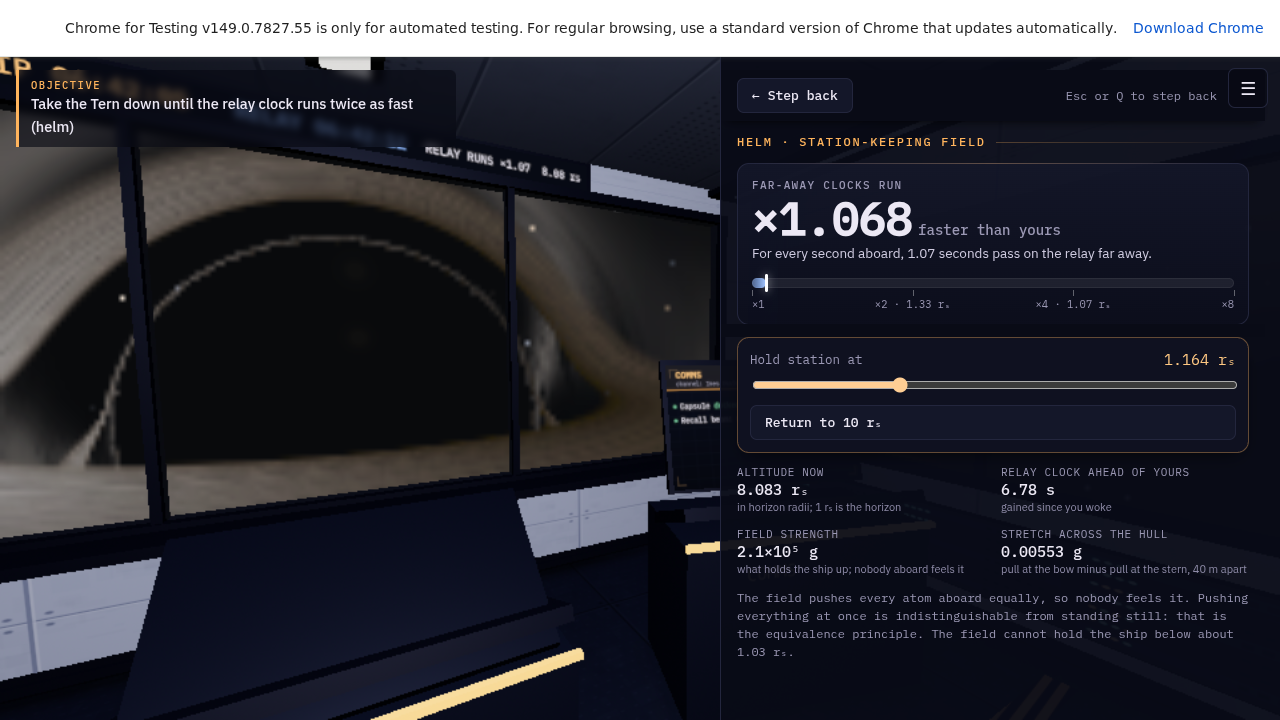 Chrome for Testing v149.0.7827.55 is only for automated testing. For regular browsing, use a standard version of Chrome that updates automatically. Download Chrome
OBJECTIVE
Take the Tern down until the relay clock runs twice as fast
(helm)
RELAY RUNS ×1.07 8.08 rs
COMMS
Capsule
Recall
← Step back
Esc or Q to step back
☰
HELM · STATION-KEEPING FIELD
FAR-AWAY CLOCKS RUN
×1.068 faster than yours
For every second aboard, 1.07 seconds pass on the relay far away.
×1 ×2 · 1.33 rₛ ×4 · 1.07 rₛ ×8
Hold station at 1.164 rₛ
Return to 10 rₛ
ALTITUDE NOW
8.083 rₛ
in horizon radii; 1 rₛ is the horizon
RELAY CLOCK AHEAD OF YOURS
6.78 s
gained since you woke
FIELD STRENGTH
2.1×10⁵ g
what holds the ship up; nobody aboard feels it
STRETCH ACROSS THE HULL
0.00553 g
pull at the bow minus pull at the stern, 40 m apart
The field pushes every atom aboard equally, so nobody feels it. Pushing
everything at once is indistinguishable from standing still: that is
the equivalence principle. The field cannot hold the ship below about
1.03 rₛ.